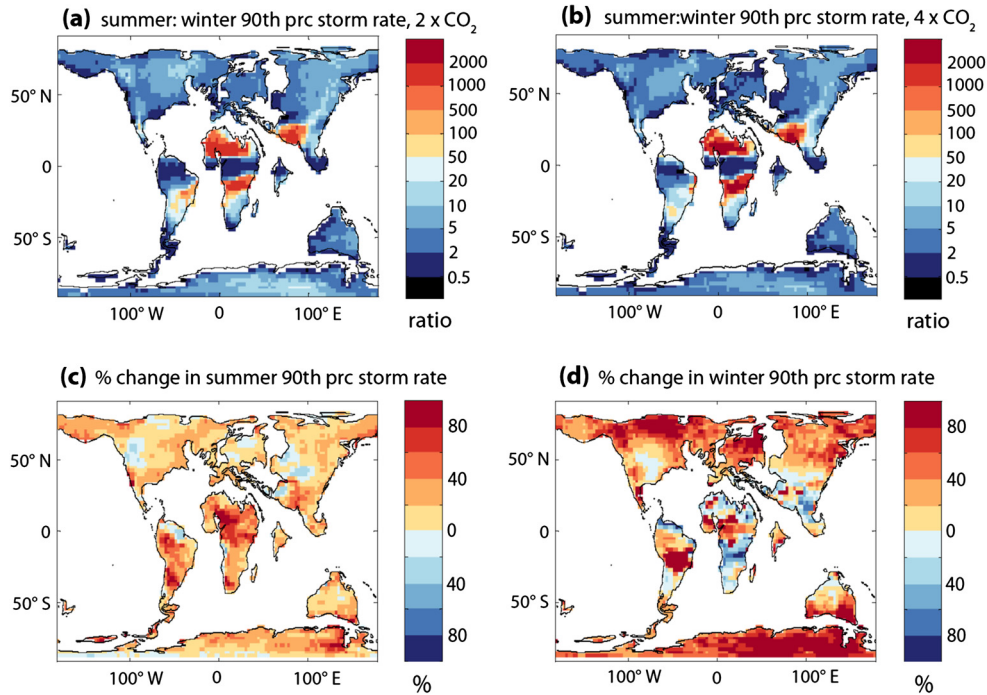 (a) summer: winter 90th prc storm rate, 2 x CO2
2000
1000
500
100
50
20
10
5
2
0.5
ratio
50° N
0
50° S
100° W 0 100° E
(b) summer:winter 90th prc storm rate, 4 x CO2
2000
1000
500
100
50
20
10
5
2
0.5
ratio
50° N
0
50° S
100° W 0 100° E
(c) % change in summer 90th prc storm rate
80
40
0
40
80
%
50° N
0
50° S
100° W 0 100° E
(d) % change in winter 90th prc storm rate
80
40
0
40
80
%
50° N
0
50° S
100° W 0 100° E